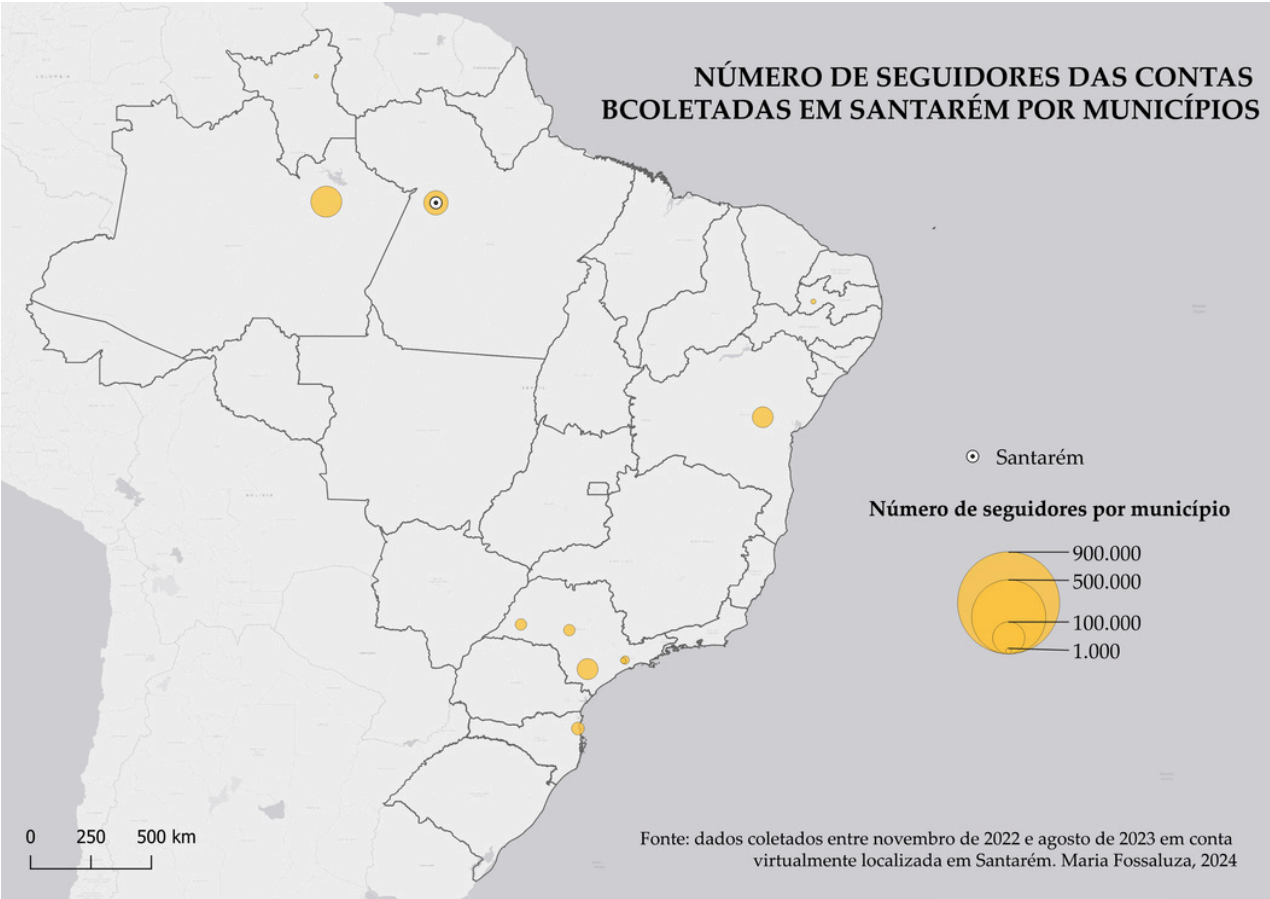 NÚMERO DE SEGUIDORES DAS CONTAS
BCOLETADAS EM SANTARÉM POR MUNICÍPIOS
Santarém
Número de seguidores por município
900.000
500.000
100.000
1.000
0 250 500 km
Fonte: dados coletados entre novembro de 2022 e agosto de 2023 em conta
virtualmente localizada em Santarém. Maria Fossaluza, 2024